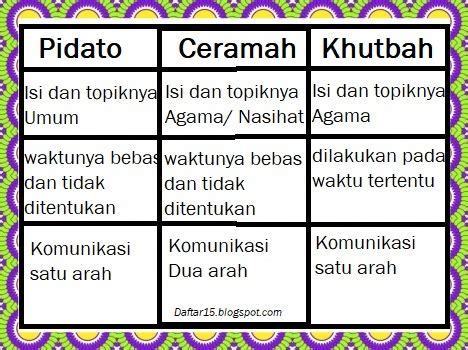 Pidato
Ceramah
Khutbah
Isi dan topiknya
Umum
Isi dan topiknya
Agama/ Nasihat
Isi dan topiknya
Agama
waktunya bebas
dan tidak
ditentukan
waktunya bebas
dan tidak
ditentukan
dilakukan pada
waktu tertentu
Komunikasi
satu arah
Komunikasi
Dua arah
Komunikasi
satu arah
Daftar15.blogspot.com